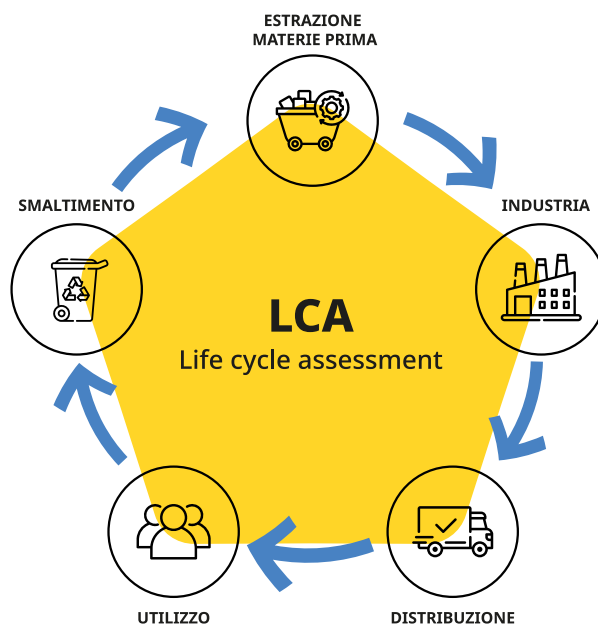 ESTRAZIONE
MATERIE PRIMA
SMALTIMENTO
INDUSTRIA
LCA
Life cycle assessment
UTILIZZO
DISTRIBUZIONE